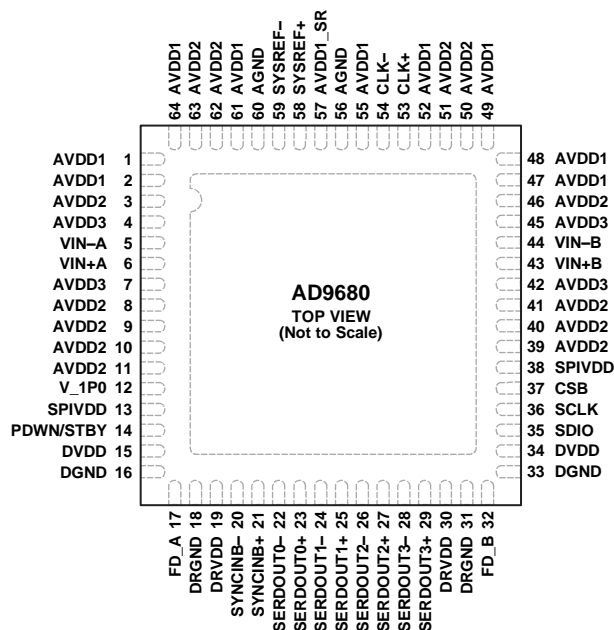 64 AVDD1
63 AVDD2
62 AVDD2
61 AVDD1
60 AGND
59 SYSREF–
58 SYSREF+
57 AVDD1_SR
56 AGND
55 AVDD1
54 CLK–
53 CLK+
52 AVDD1
51 AVDD2
50 AVDD2
49 AVDD1
AVDD1 1
AVDD1 2
AVDD2 3
AVDD3 4
VIN–A 5
VIN+A 6
AVDD3 7
AVDD2 8
AVDD2 9
AVDD2 10
AVDD2 11
V_1P0 12
SPIVDD 13
PDWN/STBY 14
DVDD 15
DGND 16
AD9680
TOP VIEW
(Not to Scale)
48 AVDD1
47 AVDD1
46 AVDD2
45 AVDD3
44 VIN–B
43 VIN+B
42 AVDD3
41 AVDD2
40 AVDD2
39 AVDD2
38 SPIVDD
37 CSB
36 SCLK
35 SDIO
34 DVDD
33 DGND
FD_A 17
DRGND 18
DRVDD 19
SYNCINB– 20
SYNCINB+ 21
SERDOUT0– 22
SERDOUT0+ 23
SERDOUT1– 24
SERDOUT1+ 25
SERDOUT2– 26
SERDOUT2+ 27
SERDOUT3– 28
SERDOUT3+ 29
DRVDD 30
DRGND 31
FD_B 32